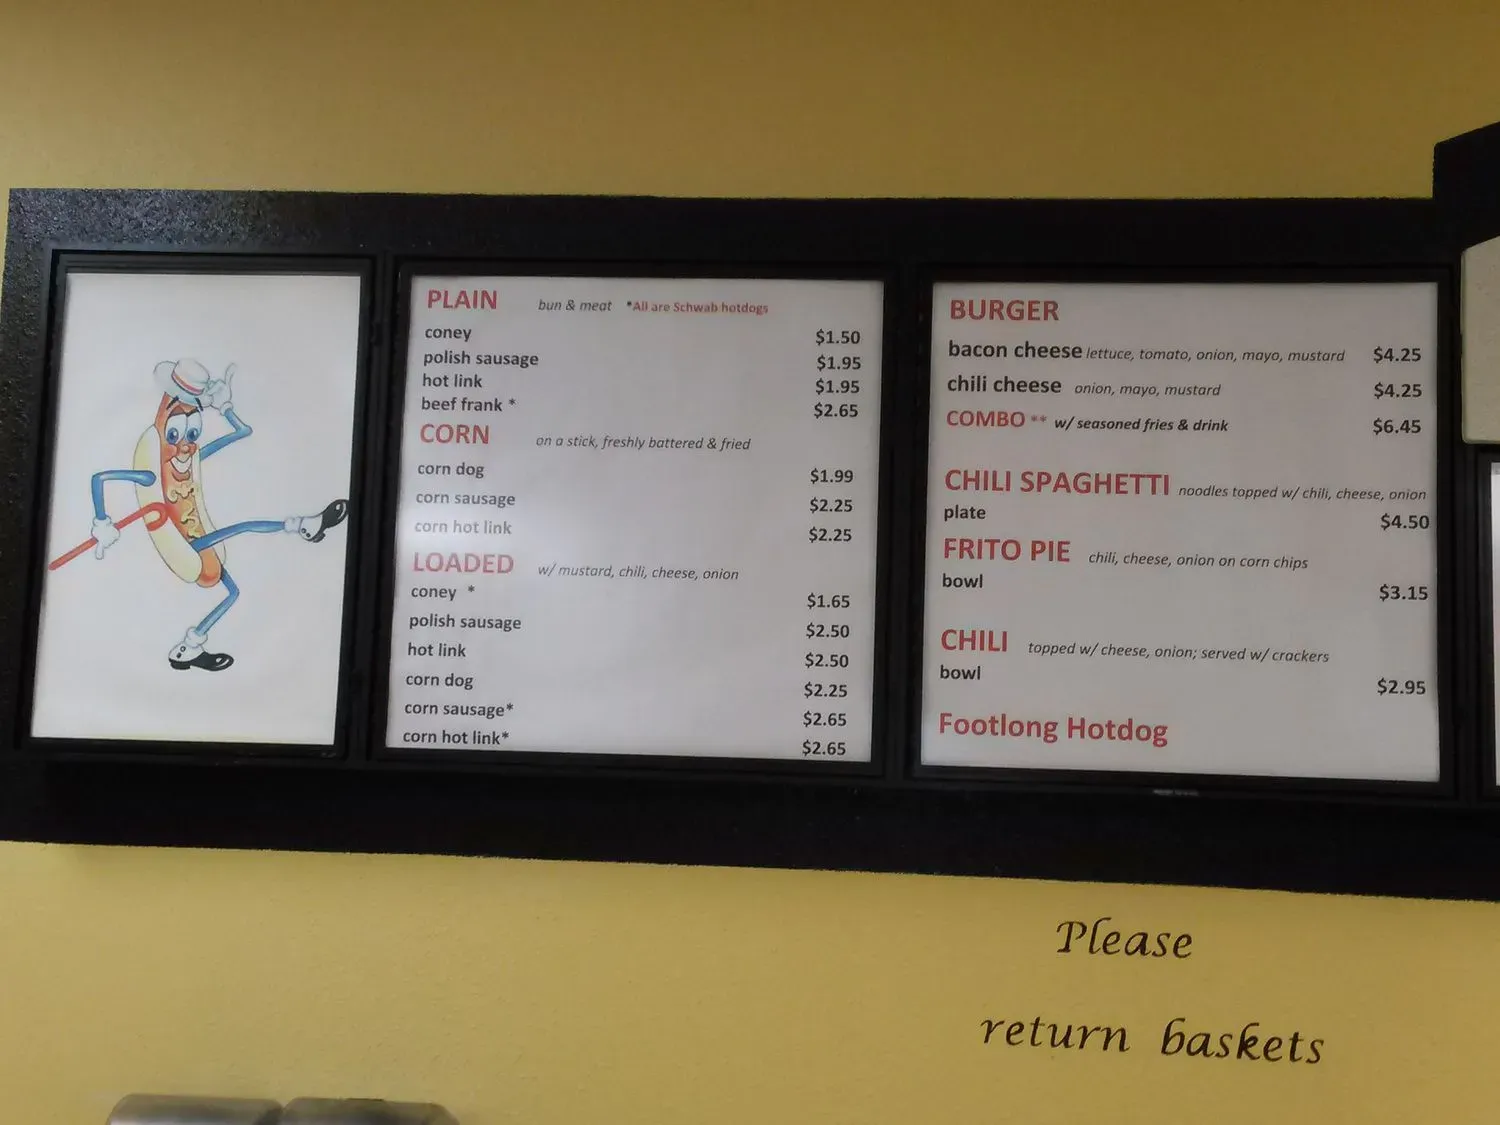 PLAIN bun & meat *All are Schwab hotdogs
coney $1.50
polish sausage $1.95
hot link $1.95
beef frank * $2.65
CORN on a stick, freshly battered & fried
corn dog $1.99
corn sausage $2.25
corn hot link $2.25
LOADED w/ mustard, chili, cheese, onion
coney * $1.65
polish sausage $2.50
hot link $2.50
corn dog $2.25
corn sausage* $2.65
corn hot link* $2.65
BURGER
bacon cheese lettuce, tomato, onion, mayo, mustard $4.25
chili cheese onion, mayo, mustard $4.25
COMBO ** w/ seasoned fries & drink $6.45
CHILI SPAGHETTI noodles topped w/ chili, cheese, onion
plate $4.50
FRITO PIE chili, cheese, onion on corn chips
bowl $3.15
CHILI topped w/ cheese, onion; served w/ crackers
bowl $2.95
Footlong Hotdog
Please
return baskets